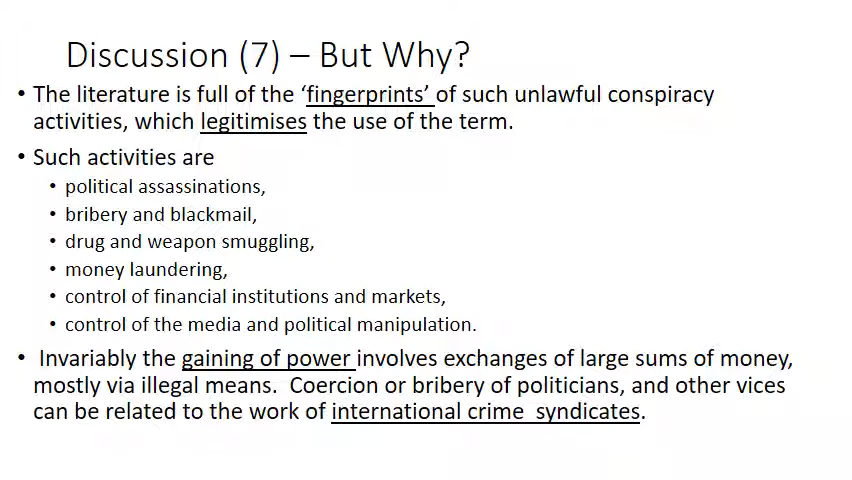 Discussion (7) – But Why?
• The literature is full of the ‘fingerprints’ of such unlawful conspiracy
activities, which legitimises the use of the term.
• Such activities are
• political assassinations,
• bribery and blackmail,
• drug and weapon smuggling,
• money laundering,
• control of financial institutions and markets,
• control of the media and political manipulation.
• Invariably the gaining of power involves exchanges of large sums of money,
mostly via illegal means.  Coercion or bribery of politicians, and other vices
can be related to the work of international crime  syndicates.